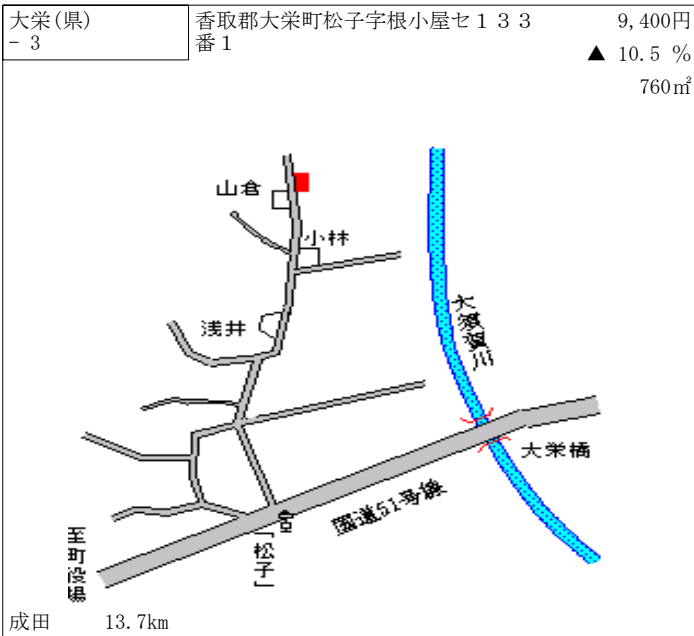 大栄(県)
- 3
香取郡大栄町松子字根小屋セ１３３
番１
9,400円
▲ 10.5 %
760㎡
山倉
小林
浅井
大須賀川
大栄橋
国道51号線
「松子」
至町役場
成田 13.7km